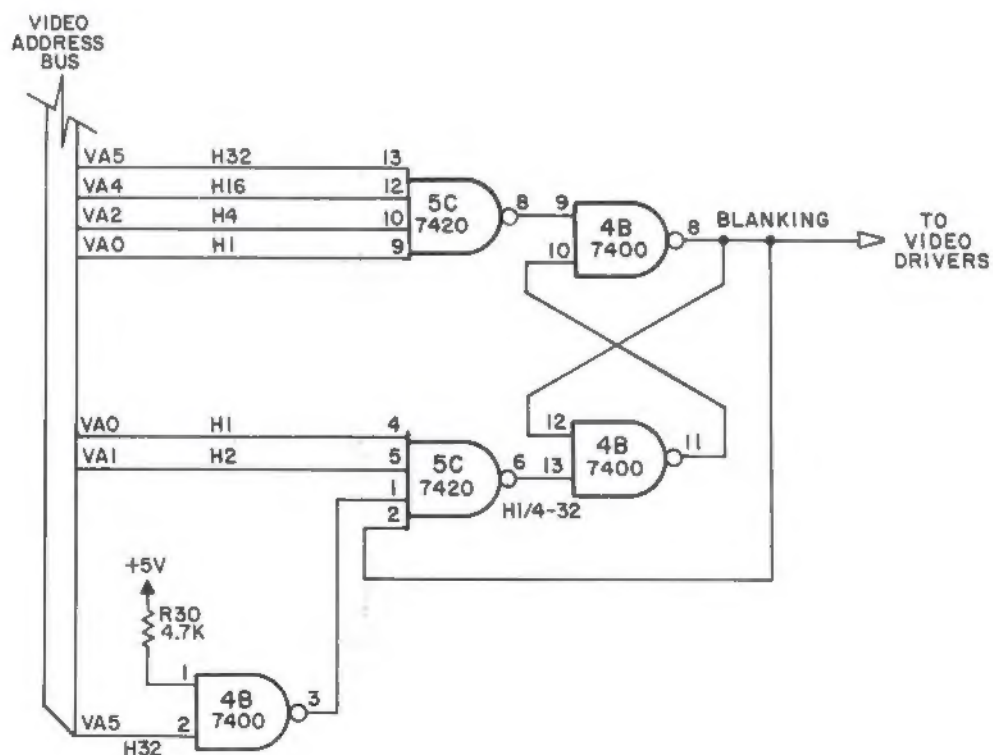 VIDEO
ADDRESS
BUS
VA5 H32 13
VA4 H16 12
VA2 H4 10
VA0 H1 9
5C
7420
8
9
10
4B
7400
8
BLANKING
TO
VIDEO
DRIVERS
VA0 H1 4
VA1 H2 5
1
2
5C
7420
6
13
H1/4-32
12
4B
7400
11
+5V
R30
4.7K
1
4B
7400
3
VA5 2
H32